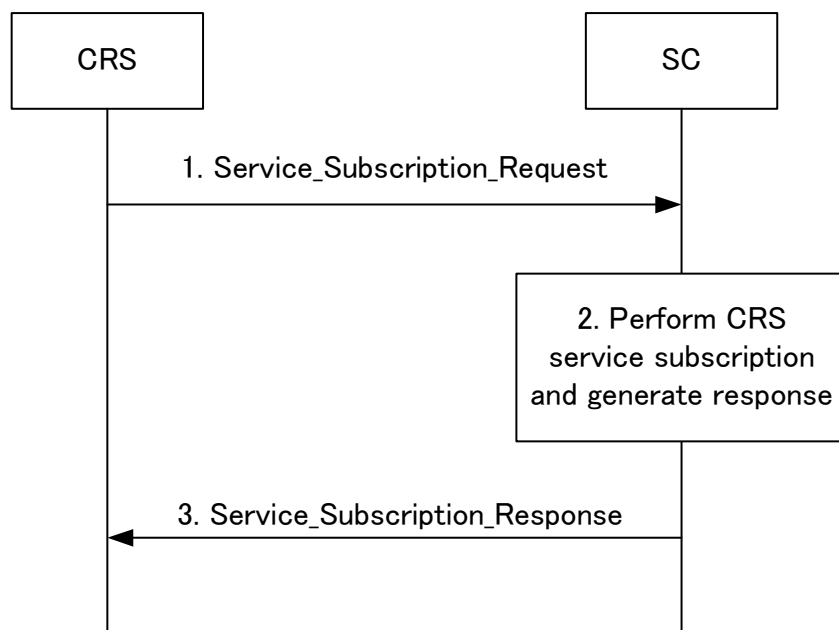 CRS
SC
1. Service_Subscription_Request
2. Perform CRS
service subscription
and generate response
3. Service_Subscription_Response